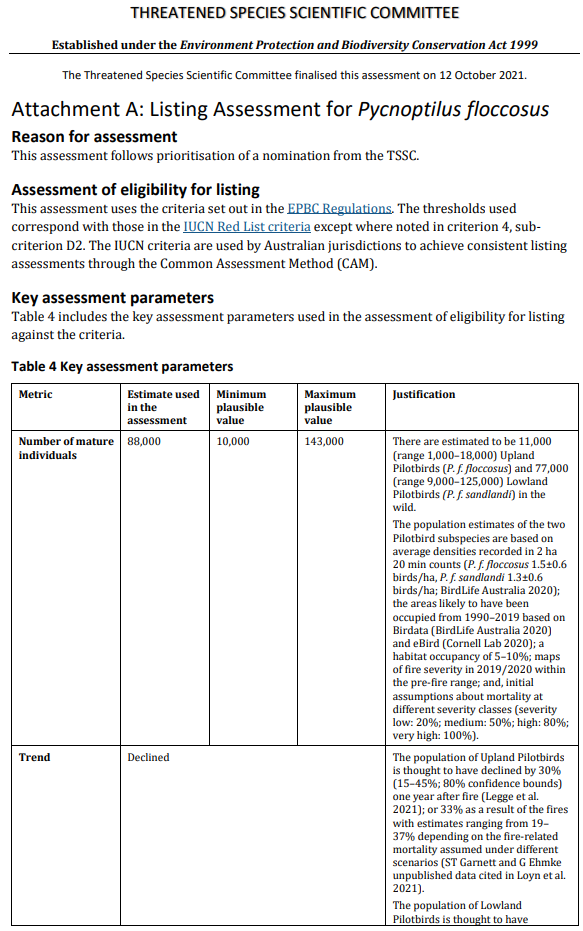 THREATENED SPECIES SCIENTIFIC COMMITTEE
Established under the Environment Protection and Biodiversity Conservation Act 1999
The Threatened Species Scientific Committee finalised this assessment on 12 October 2021.
Attachment A: Listing Assessment for Pycnoptilus floccosus
Reason for assessment
This assessment follows prioritisation of a nomination from the TSSC.
Assessment of eligibility for listing
This assessment uses the criteria set out in the EPBC Regulations. The thresholds used
correspond with those in the IUCN Red List criteria except where noted in criterion 4, sub-
criterion D2. The IUCN criteria are used by Australian jurisdictions to achieve consistent listing
assessments through the Common Assessment Method (CAM).
Key assessment parameters
Table 4 includes the key assessment parameters used in the assessment of eligibility for listing
against the criteria.
Table 4 Key assessment parameters
Metric
Estimate used
in the
assessment
Minimum
plausible
value
Maximum
plausible
value
Justification
Number of mature
individuals
88,000
10,000
143,000
There are estimated to be 11,000
(range 1,000–18,000) Upland
Pilotbirds (P. f. floccosus) and 77,000
(range 9,000–125,000) Lowland
Pilotbirds (P. f. sandlandi) in the
wild.
The population estimates of the two
Pilotbird subspecies are based on
average densities recorded in 2 ha
20 min counts (P. f. floccosus 1.5±0.6
birds/ha, P. f. sandlandi 1.3±0.6
birds/ha; BirdLife Australia 2020);
the areas likely to have been
occupied from 1990–2019 based on
Birdata (BirdLife Australia 2020)
and eBird (Cornell Lab 2020); a
habitat occupancy of 5–10%; maps
of fire severity in 2019/2020 within
the pre-fire range; and, initial
assumptions about mortality at
different severity classes (severity
low: 20%; medium: 50%; high: 80%;
very high: 100%).
Trend
Declined
The population of Upland Pilotbirds
is thought to have declined by 30%
(15–45%; 80% confidence bounds)
one year after fire (Legge et al.
2021); or 33% as a result of the fires
with estimates ranging from 19–
37% depending on the fire-related
mortality assumed under different
scenarios (ST Garnett and G Ehmke
unpublished data cited in Loyn et al.
2021).
The population of Lowland
Pilotbirds is thought to have